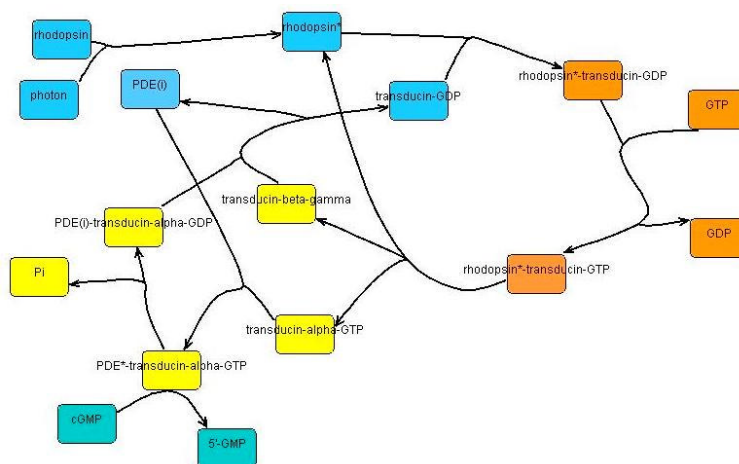 rhodopsin
rhodopsin*
photon
PDE(i)
transducin-GDP
rhodopsin*-transducin-GDP
GTP
PDE(i)-transducin-alpha-GDP
transducin-beta-gamma
GDP
Pi
rhodopsin*-transducin-GTP
transducin-alpha-GTP
PDE*-transducin-alpha-GTP
cGMP
5'-GMP